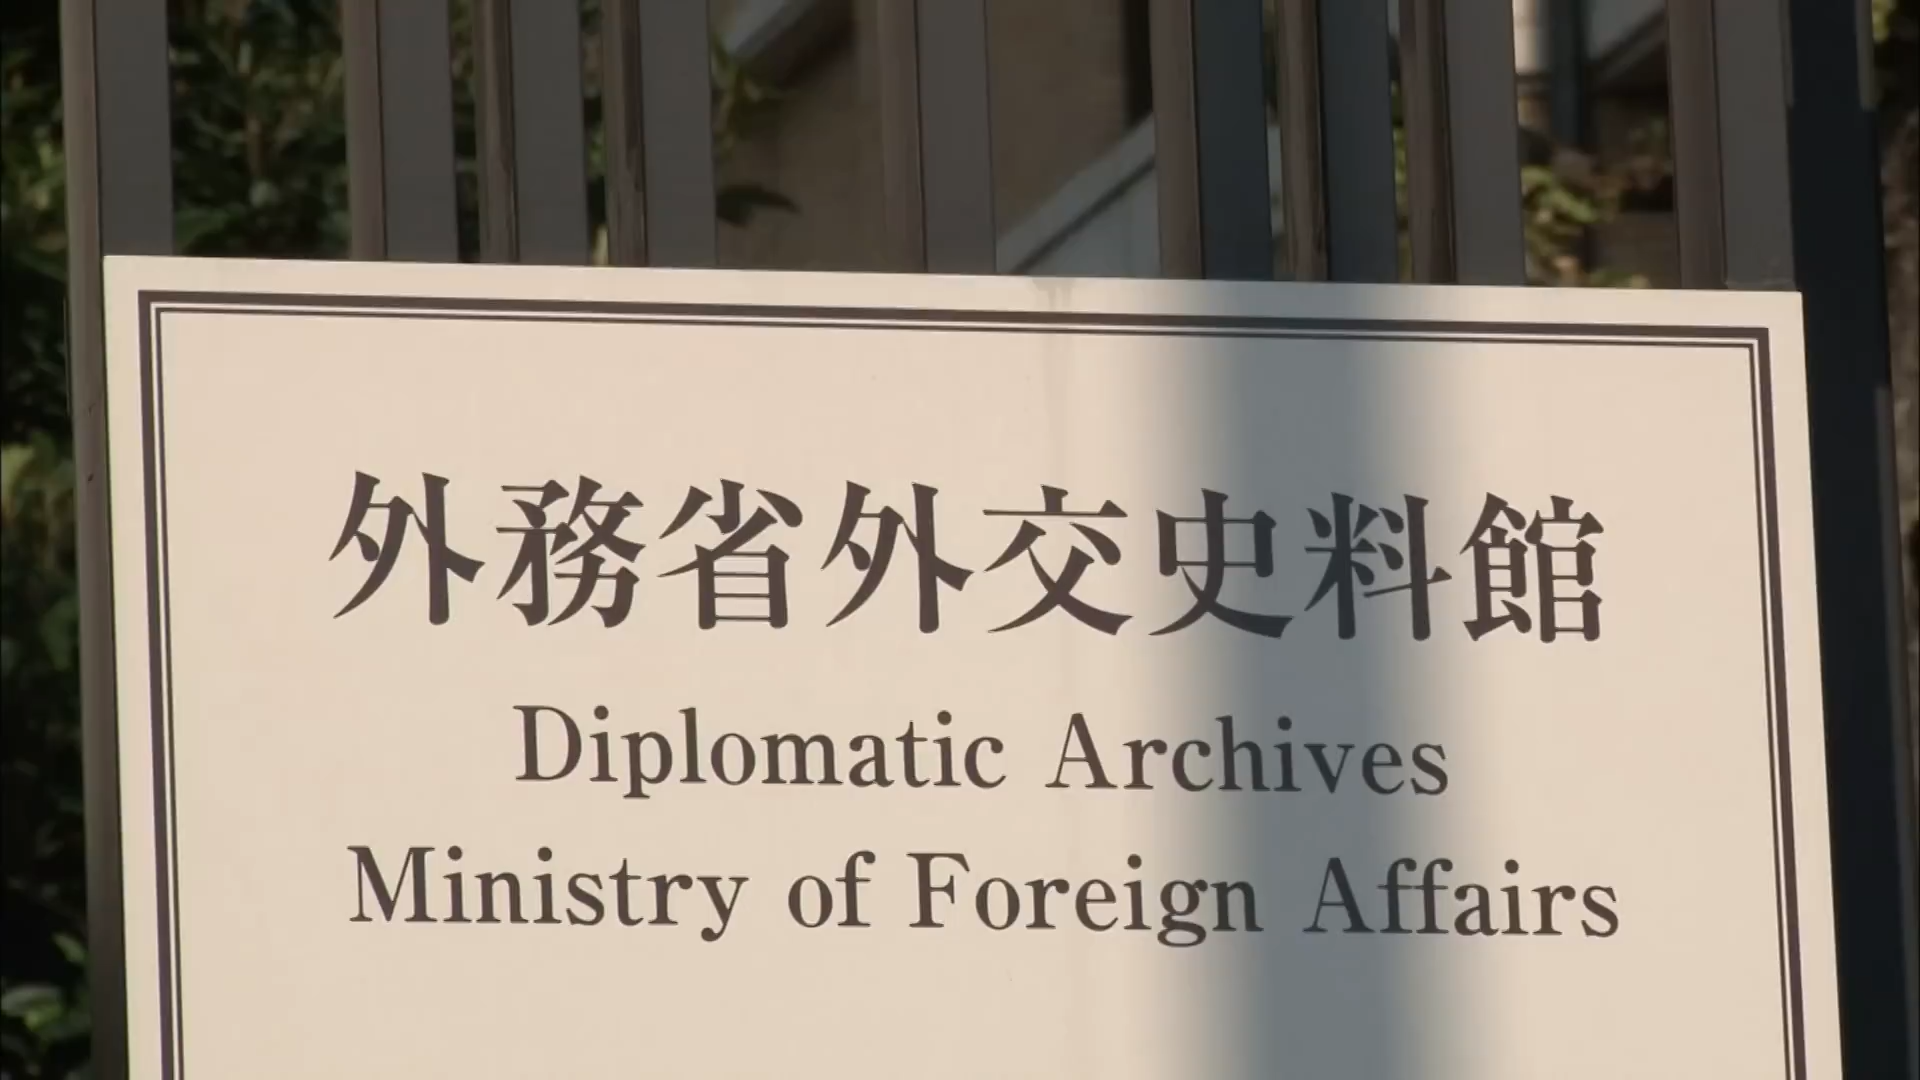 外務省外交史料館
Diplomatic Archives
Ministry of Foreign Affairs